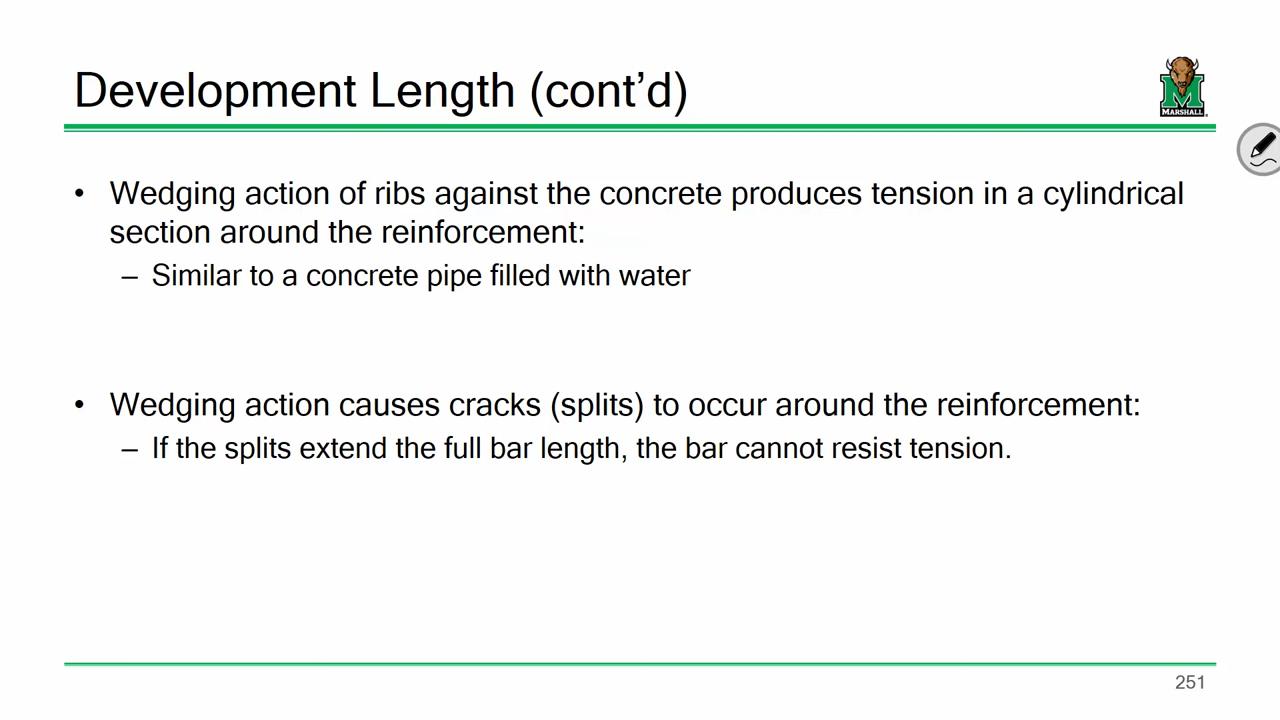 Development Length (cont’d)
MARSHALL
• Wedging action of ribs against the concrete produces tension in a cylindrical
section around the reinforcement:
– Similar to a concrete pipe filled with water
• Wedging action causes cracks (splits) to occur around the reinforcement:
– If the splits extend the full bar length, the bar cannot resist tension.
251